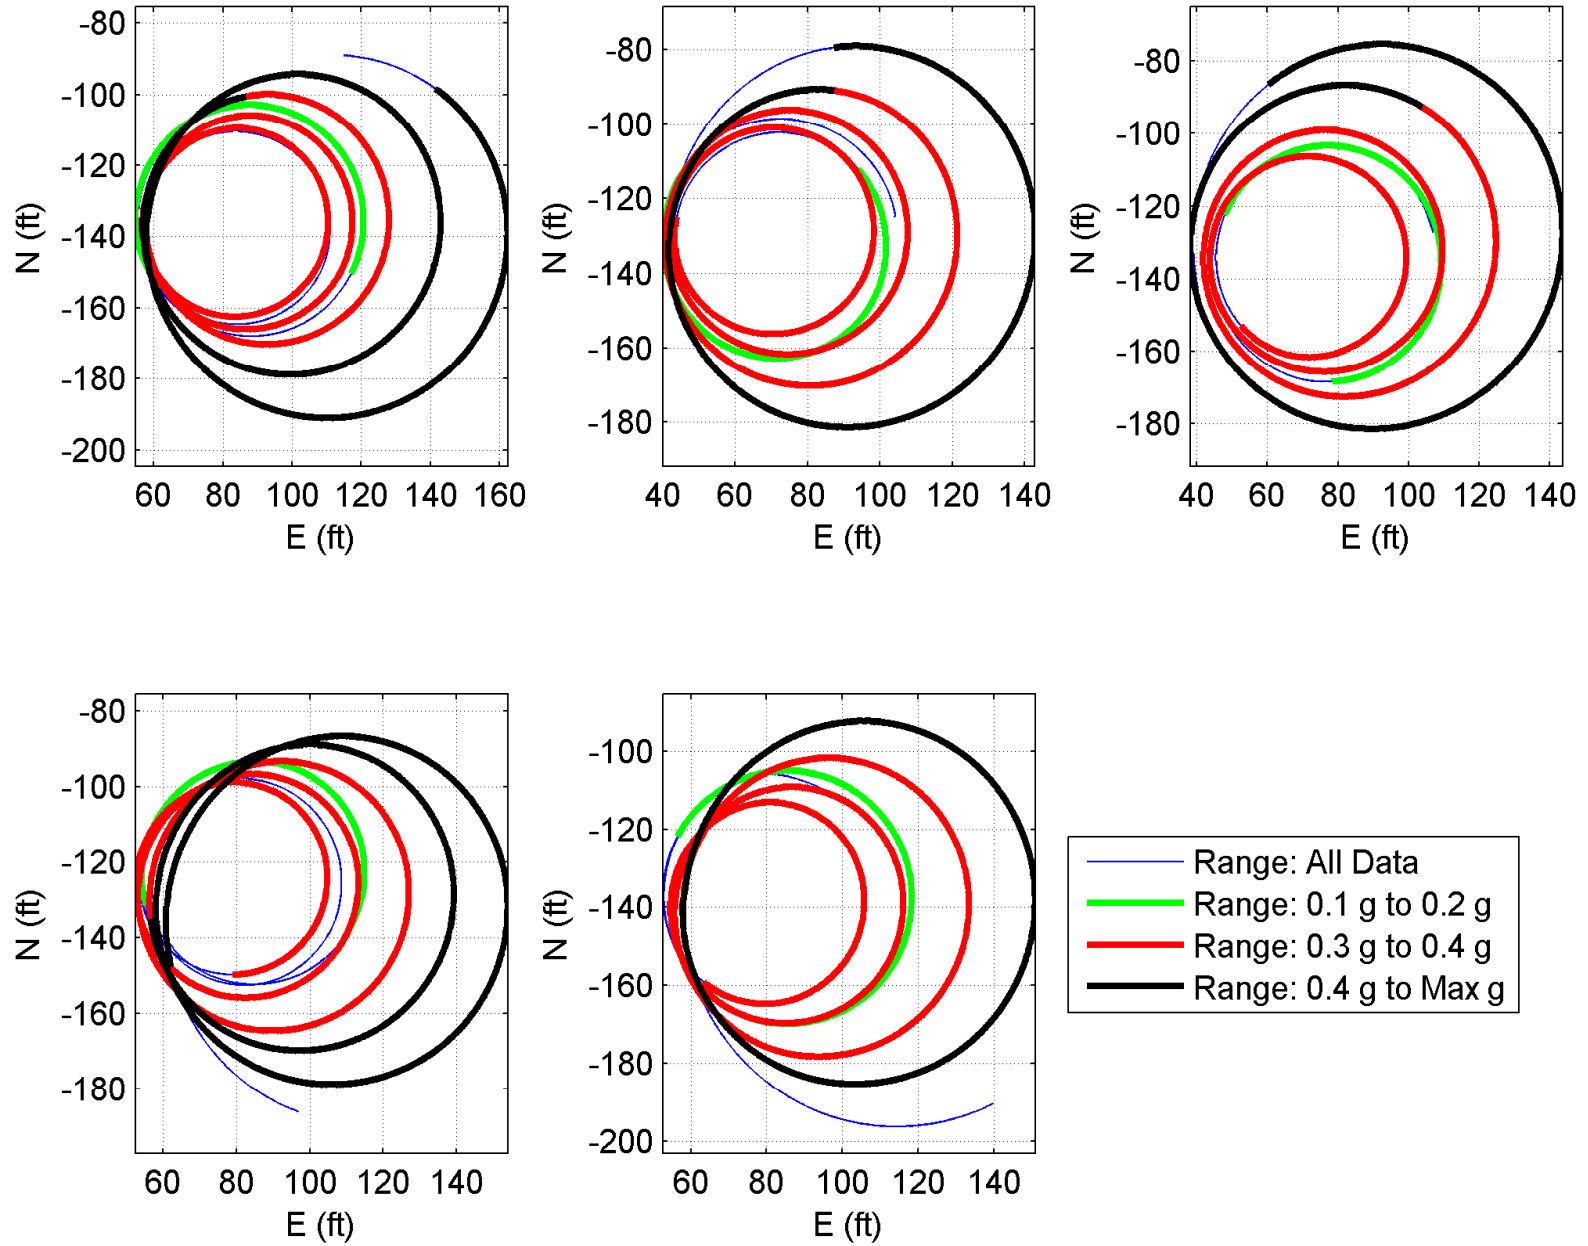 -80
-100
-120
-140
-160
-180
-200
N (ft)
60 80 100 120 140 160
E (ft)
-80
-100
-120
-140
-160
-180
N (ft)
40 60 80 100 120 140
E (ft)
-80
-100
-120
-140
-160
-180
N (ft)
40 60 80 100 120 140
E (ft)
-80
-100
-120
-140
-160
-180
N (ft)
60 80 100 120 140
E (ft)
-100
-120
-140
-160
-180
-200
N (ft)
60 80 100 120 140
E (ft)
Range: All Data
Range: 0.1 g to 0.2 g
Range: 0.3 g to 0.4 g
Range: 0.4 g to Max g